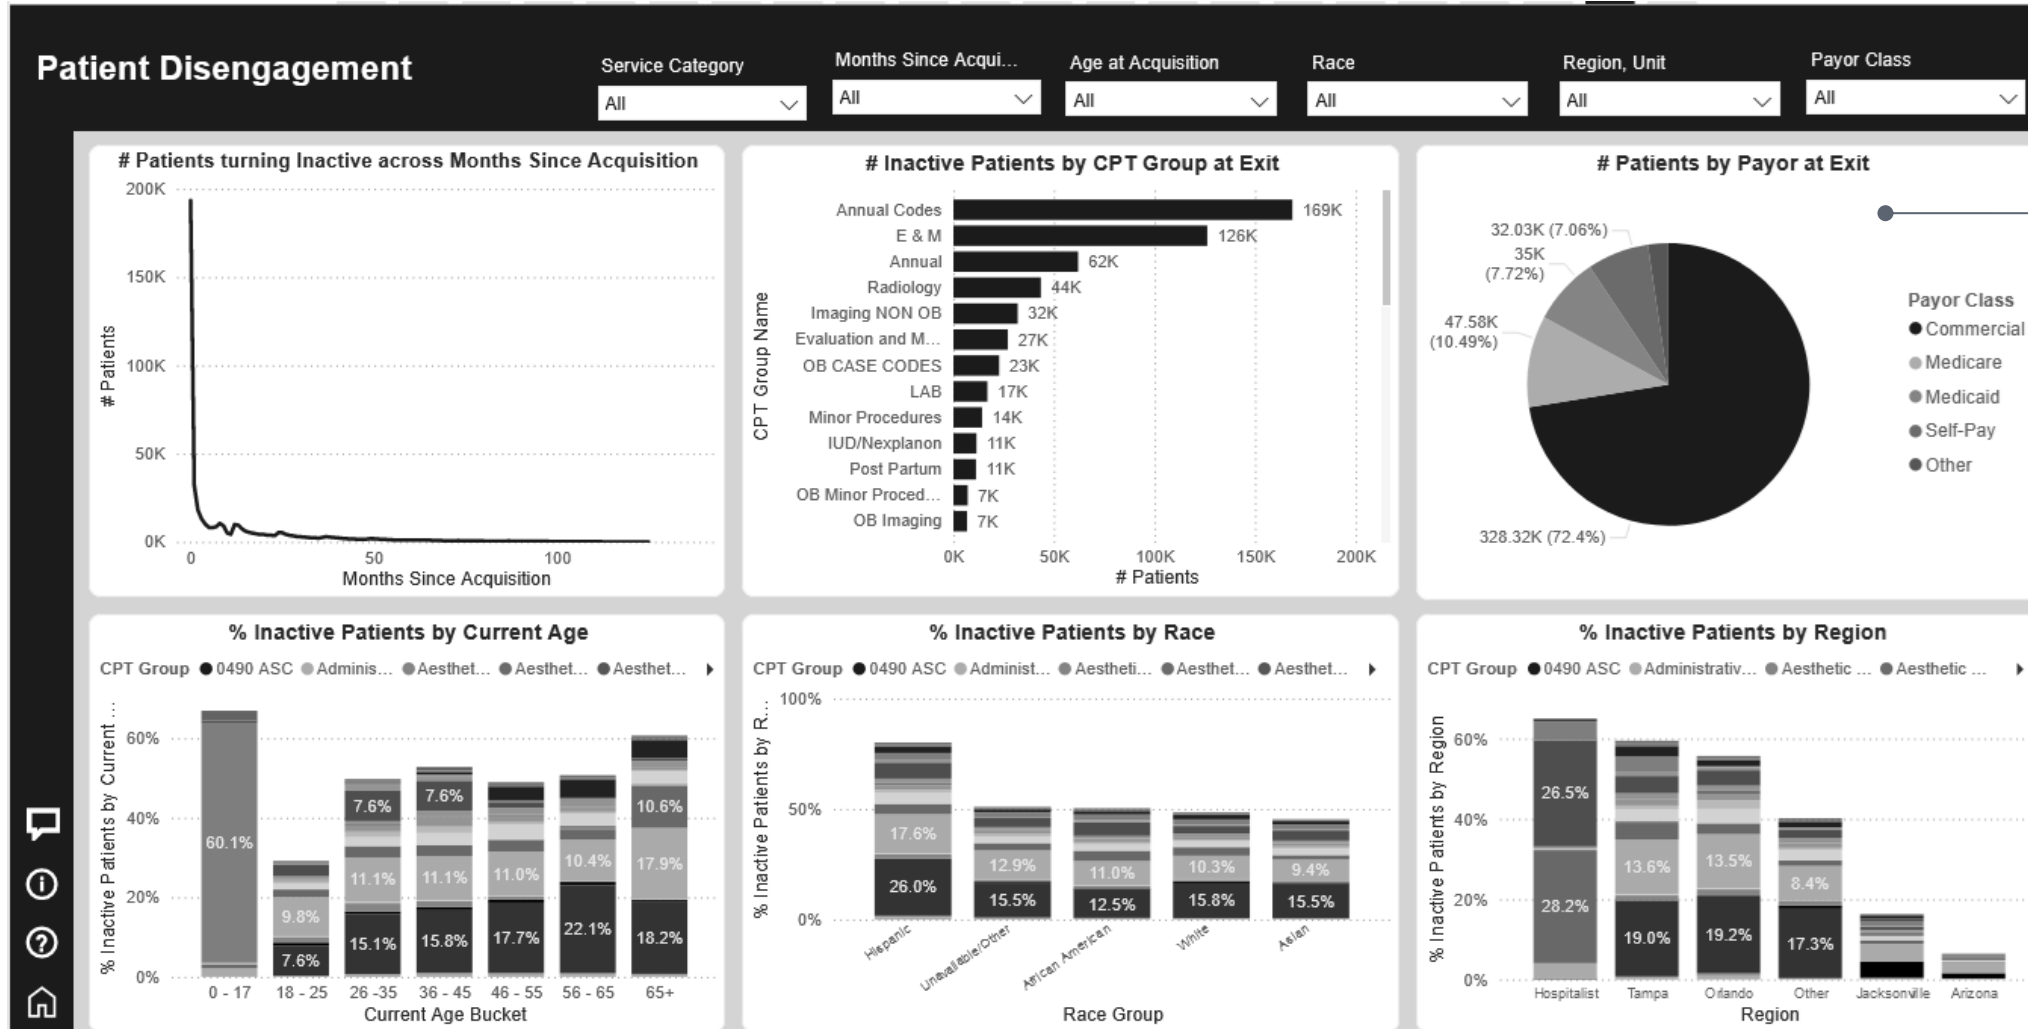 Patient Disengagement
Service Category
All
Months Since Acqui...
All
Age at Acquisition
All
Race
All
Region, Unit
All
Payor Class
All
# Patients turning Inactive across Months Since Acquisition
# Patients
200K
150K
100K
50K
0K
0 50 100
Months Since Acquisition
# Inactive Patients by CPT Group at Exit
CPT Group Name
Annual Codes 169K
E & M 126K
Annual 62K
Radiology 44K
Imaging NON OB 32K
Evaluation and M... 27K
OB CASE CODES 23K
LAB 17K
Minor Procedures 14K
IUD/Nexplanon 11K
Post Partum 11K
OB Minor Proced... 7K
OB Imaging 7K
0K 50K 100K 150K 200K
# Patients
# Patients by Payor at Exit
32.03K (7.06%)
35K
(7.72%)
47.58K
(10.49%)
328.32K (72.4%)
Payor Class
Commercial
Medicare
Medicaid
Self-Pay
Other
% Inactive Patients by Current Age
CPT Group 0490 ASC Adminis... Aesthet... Aesthet... Aesthet...
% Inactive Patients by Current ...
60%
40%
20%
0%
60.1%
9.8%
7.6%
7.6%
11.1%
15.1%
7.6%
11.1%
15.8%
11.0%
17.7%
10.4%
22.1%
10.6%
17.9%
18.2%
0 - 17 18 - 25 26 -35 36 - 45 46 - 55 56 - 65 65+
Current Age Bucket
% Inactive Patients by Race
CPT Group 0490 ASC Administ... Aestheti... Aesthet... Aesthet...
% Inactive Patients by R...
100%
50%
0%
17.6%
26.0%
12.9%
15.5%
11.0%
12.5%
10.3%
15.8%
9.4%
15.5%
Hispanic Unavailable/Other African American White Asian
Race Group
% Inactive Patients by Region
CPT Group 0490 ASC Administrativ... Aesthetic ... Aesthetic ...
% Inactive Patients by Region
60%
40%
20%
0%
26.5%
28.2%
13.6%
19.0%
13.5%
19.2%
8.4%
17.3%
Hospitalist Tampa Orlando Other Jacksonville Arizona
Region